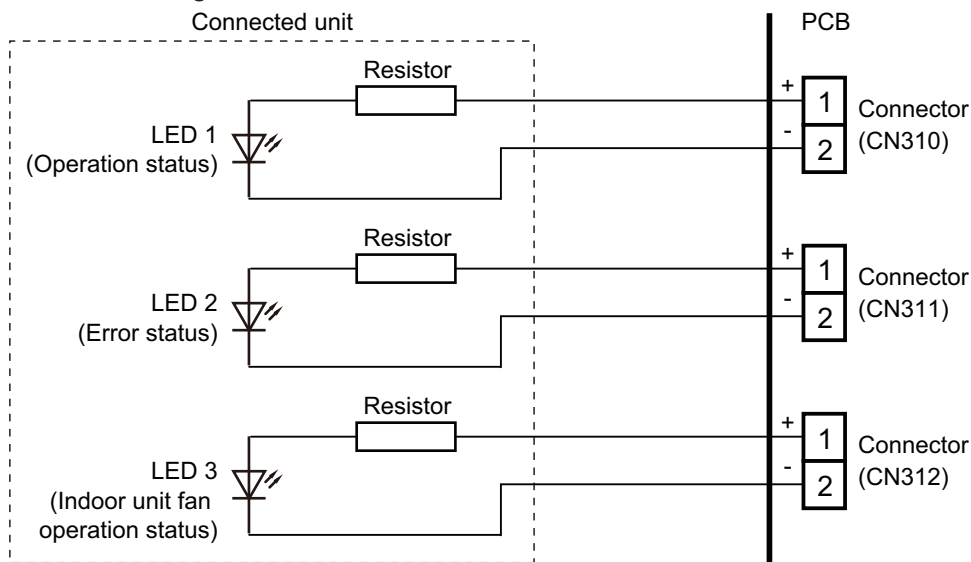 Connected unit
PCB
Resistor
LED 1
(Operation status)
+
-
1
2
Connector
(CN310)
Resistor
LED 2
(Error status)
+
-
1
2
Connector
(CN311)
Resistor
LED 3
(Indoor unit fan
operation status)
+
-
1
2
Connector
(CN312)